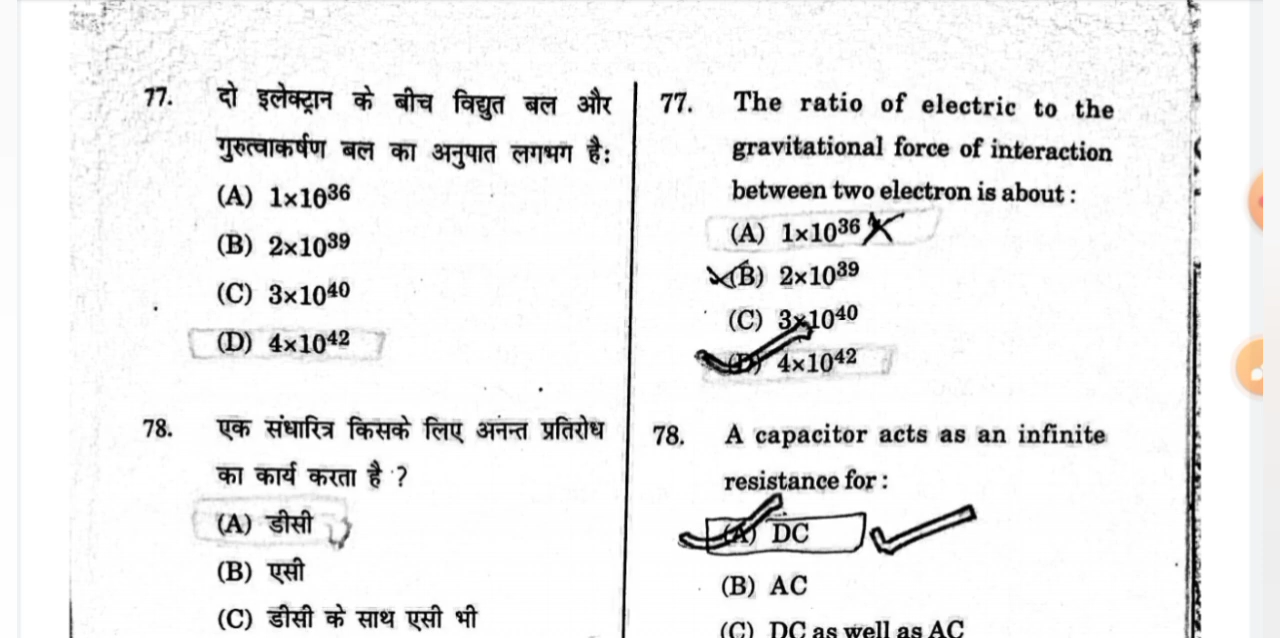 77. दो इलेक्ट्रान के बीच विद्युत बल और
गुरुत्वाकर्षण बल का अनुपात लगभग है:
(A) 1×10³⁶
(B) 2×10³⁹
(C) 3×10⁴⁰
(D) 4×10⁴²
78. एक संधारित्र किसके लिए अनन्त प्रतिरोध
का कार्य करता है ?
(A) डीसी
(B) एसी
(C) डीसी के साथ एसी भी
77. The ratio of electric to the
gravitational force of interaction
between two electron is about :
(A) 1×10³⁶
(B) 2×10³⁹
(C) 3×10⁴⁰
(D) 4×10⁴²
78. A capacitor acts as an infinite
resistance for :
(A) DC
(B) AC
(C) DC as well as AC